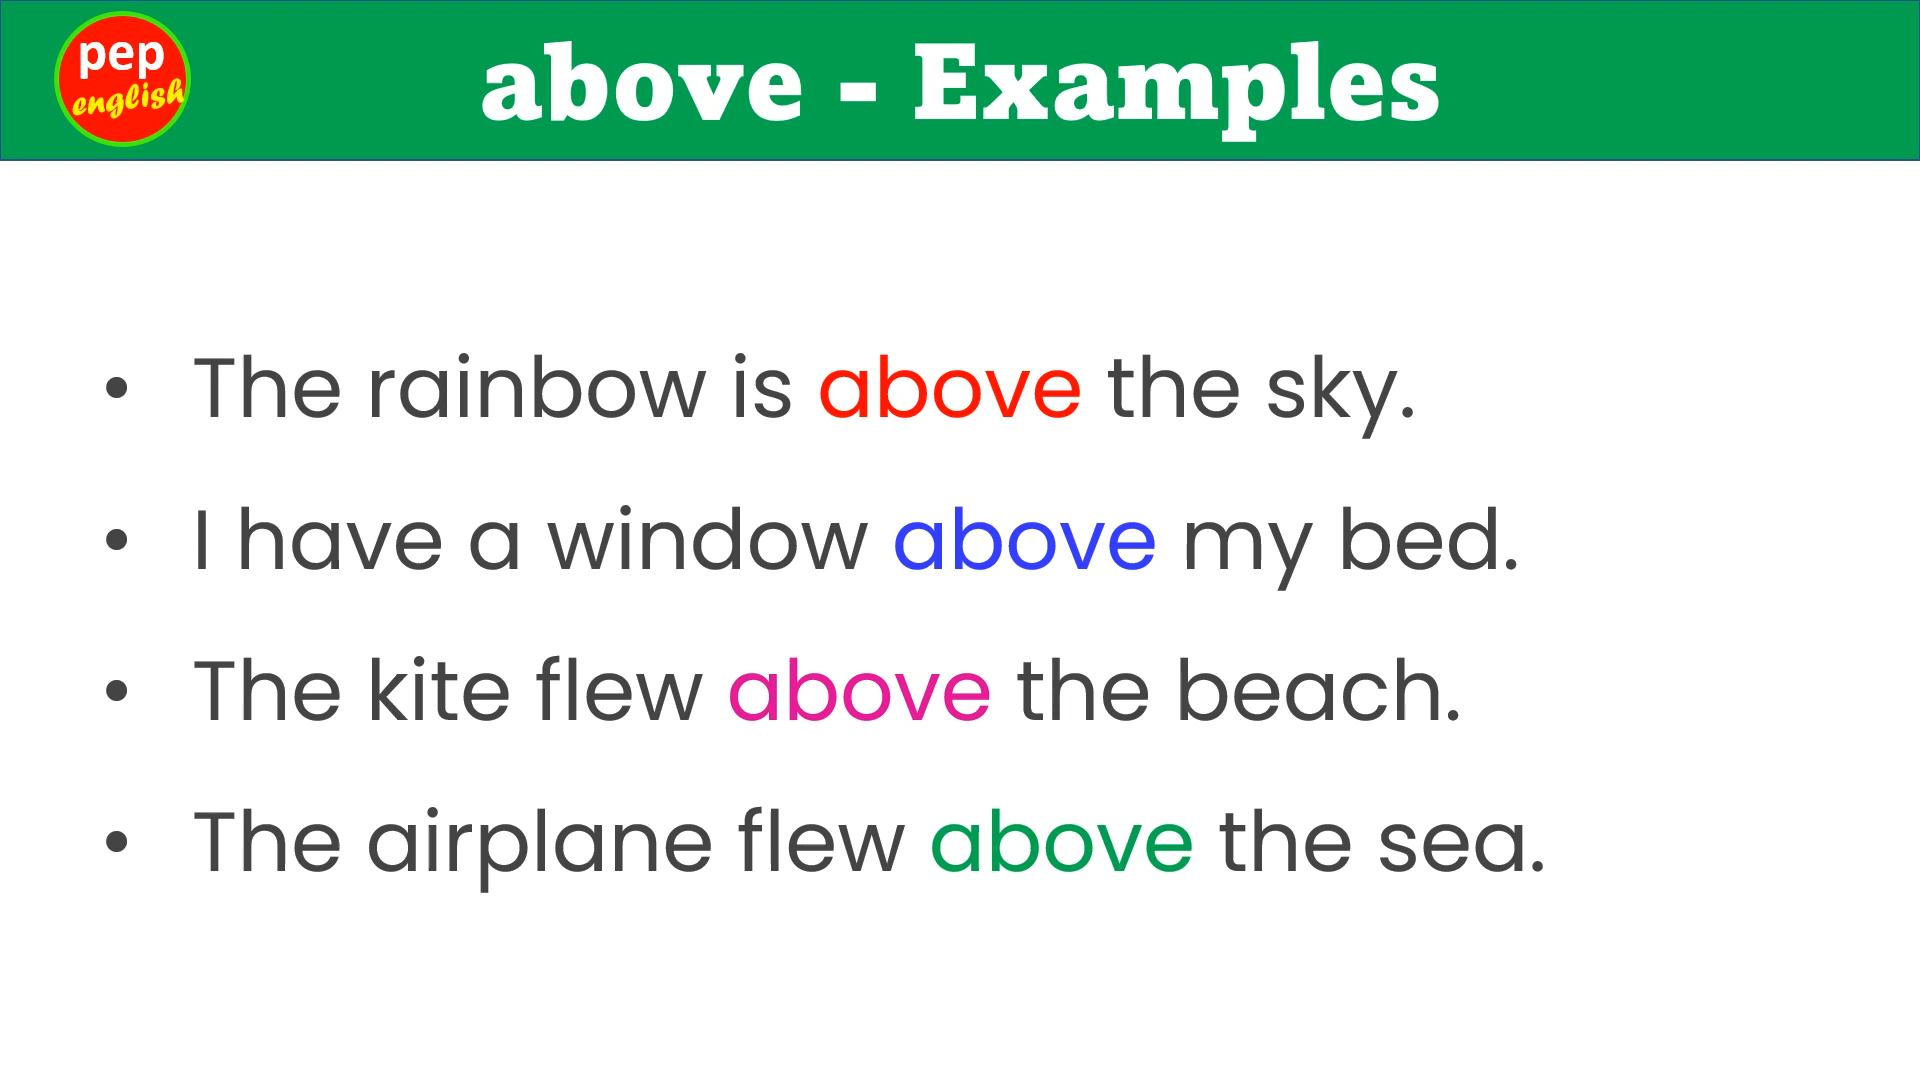 pep
english
above - Examples
• The rainbow is above the sky.
• I have a window above my bed.
• The kite flew above the beach.
• The airplane flew above the sea.